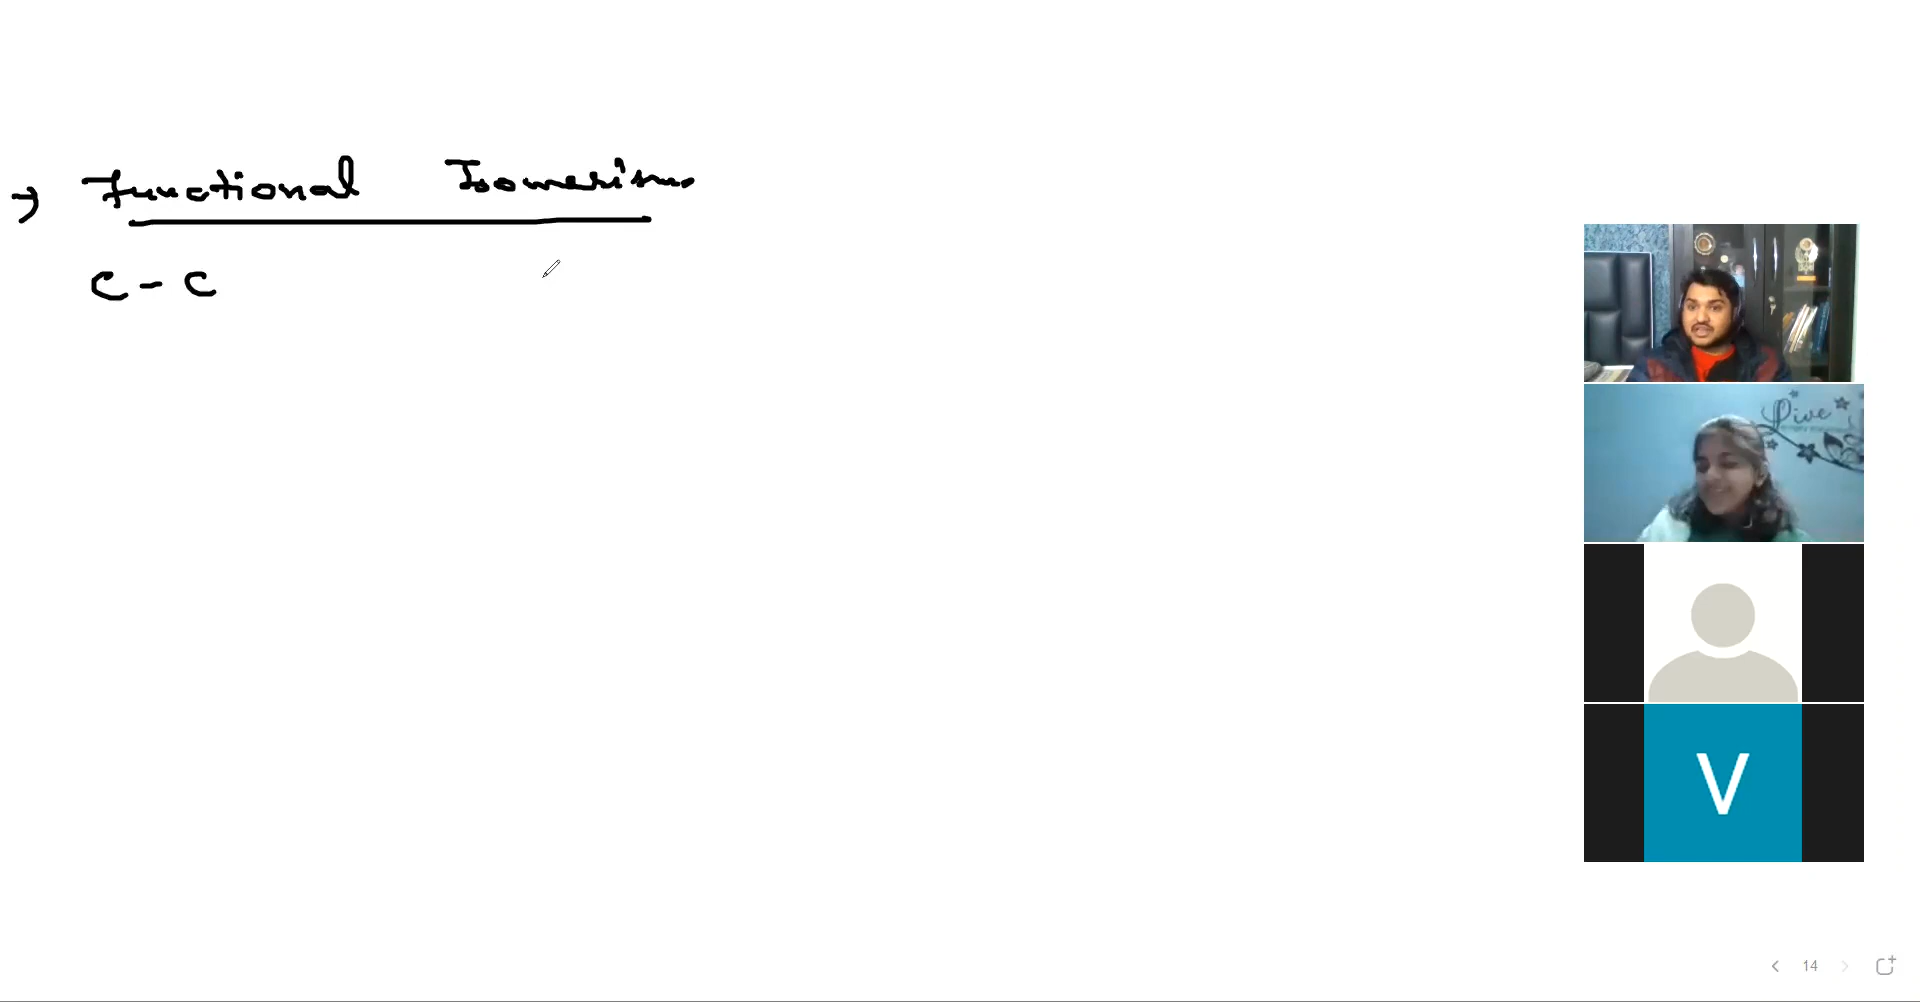 → Functional Isomerism
C - C
Live
V
14